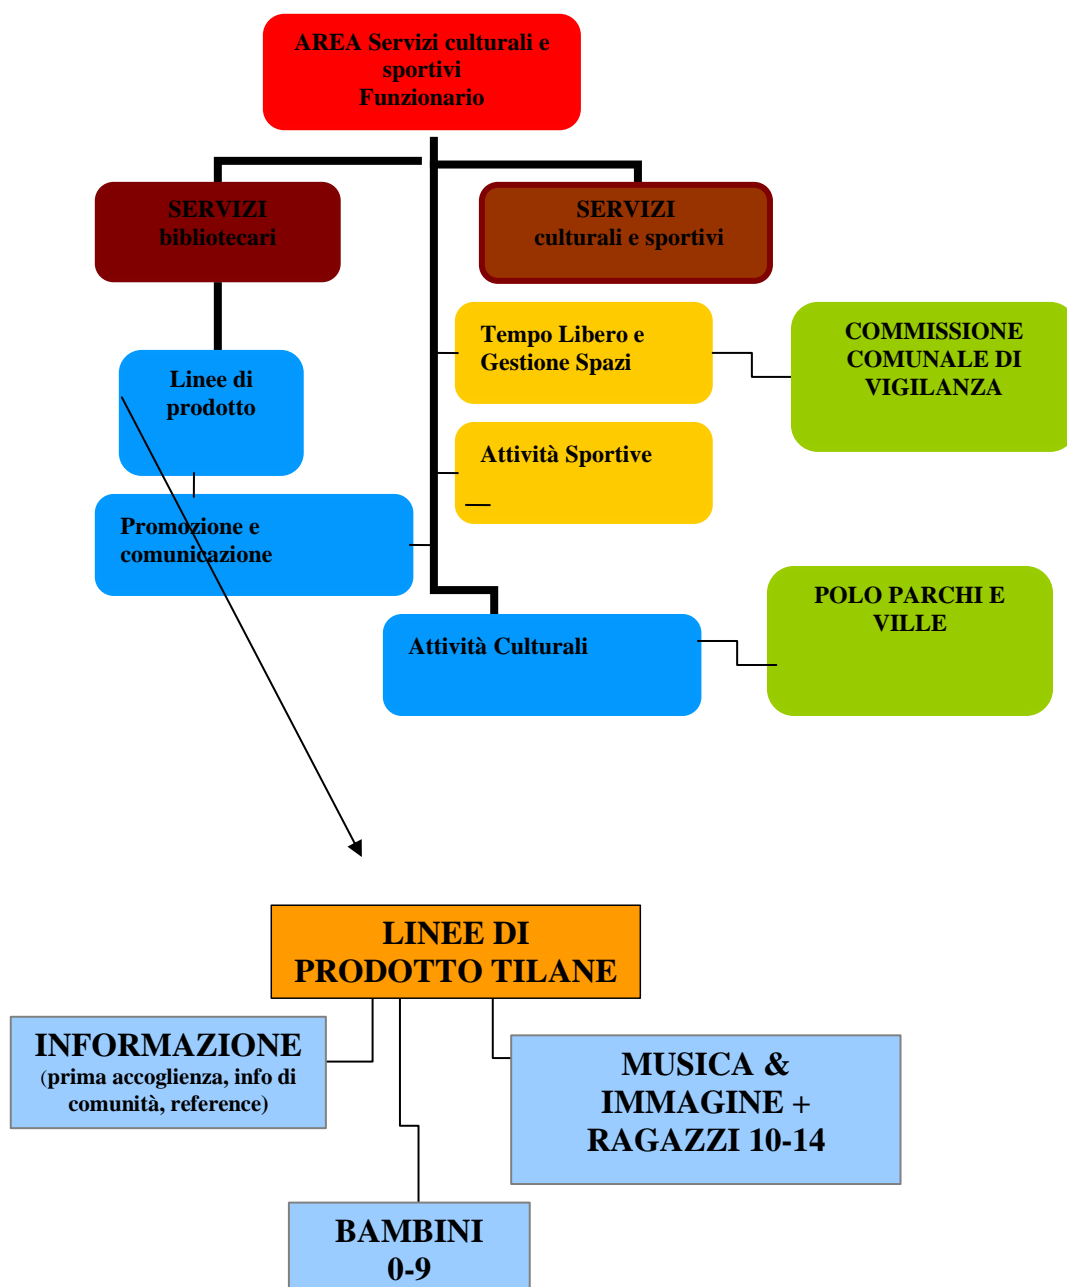 AREA Servizi culturali e
sportivi
Funzionario
SERVIZI
bibliotecari
SERVIZI
culturali e sportivi
Tempo Libero e
Gestione Spazi
COMMISSIONE
COMUNALE DI
VIGILANZA
Linee di
prodotto
Attività Sportive
Promozione e
comunicazione
POLO PARCHI E
VILLE
Attività Culturali
LINEE DI
PRODOTTO TILANE
INFORMAZIONE
(prima accoglienza, info di
comunità, reference)
MUSICA &
IMMAGINE +
RAGAZZI 10-14
BAMBINI
0-9